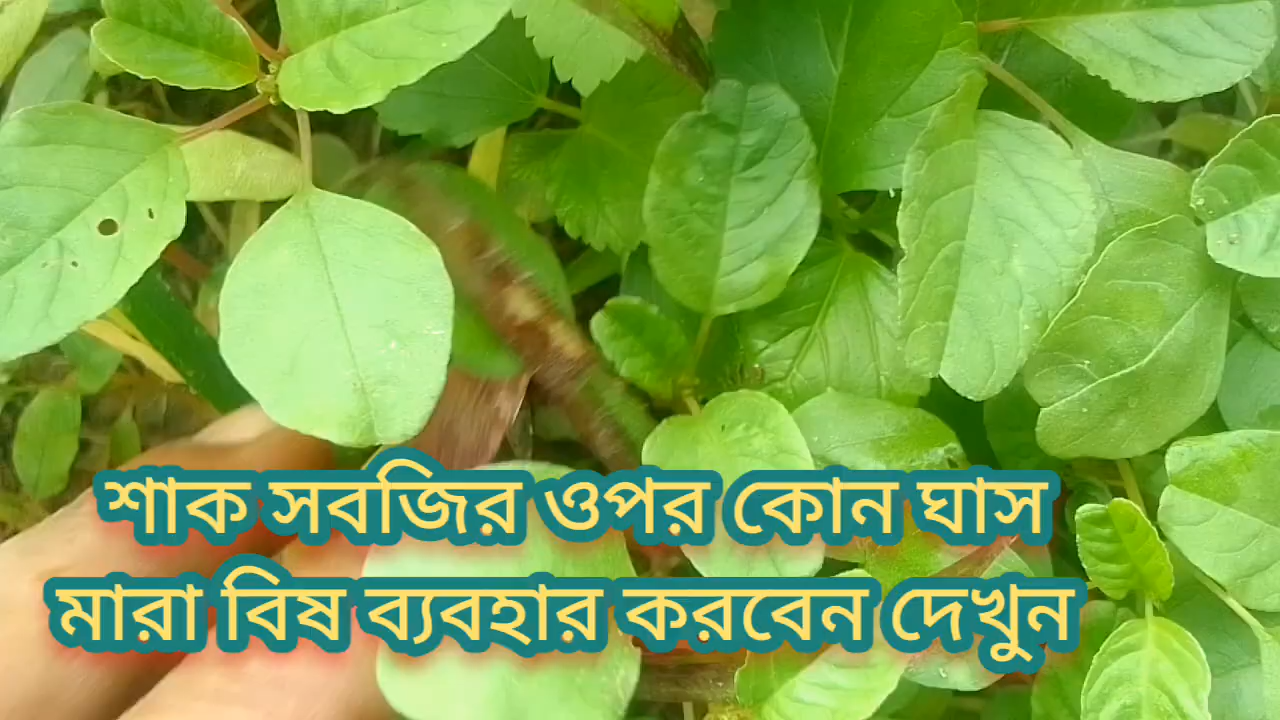 শাক সবজির ওপর কোন ঘাস
মারা বিষ ব্যবহার করবেন দেখুন